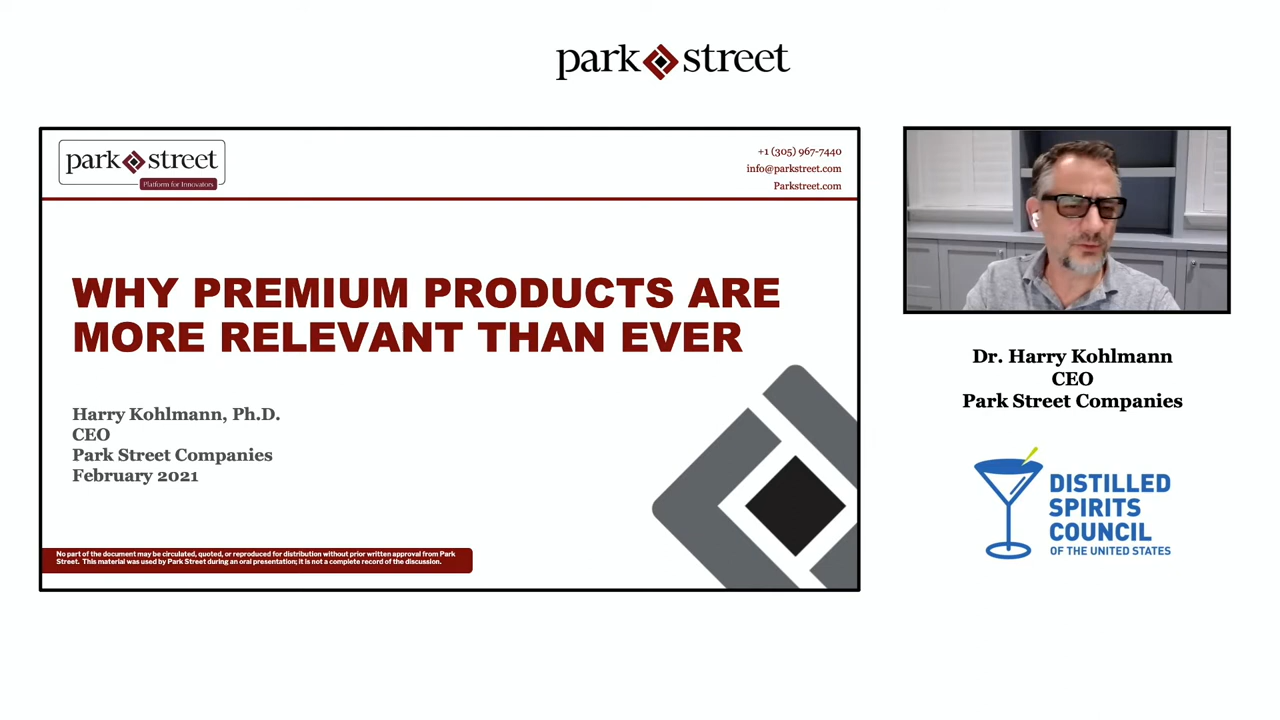 park street
park street
Platform for Innovators
+1 (305) 967-7440
info@parkstreet.com
Parkstreet.com
WHY PREMIUM PRODUCTS ARE
MORE RELEVANT THAN EVER
Harry Kohlmann, Ph.D.
CEO
Park Street Companies
February 2021
No part of the document may be circulated, quoted, or reproduced for distribution without prior written approval from Park
Street. This material was used by Park Street during an oral presentation; it is not a complete record of the discussion.
Dr. Harry Kohlmann
CEO
Park Street Companies
DISTILLED
SPIRITS
COUNCIL
OF THE UNITED STATES